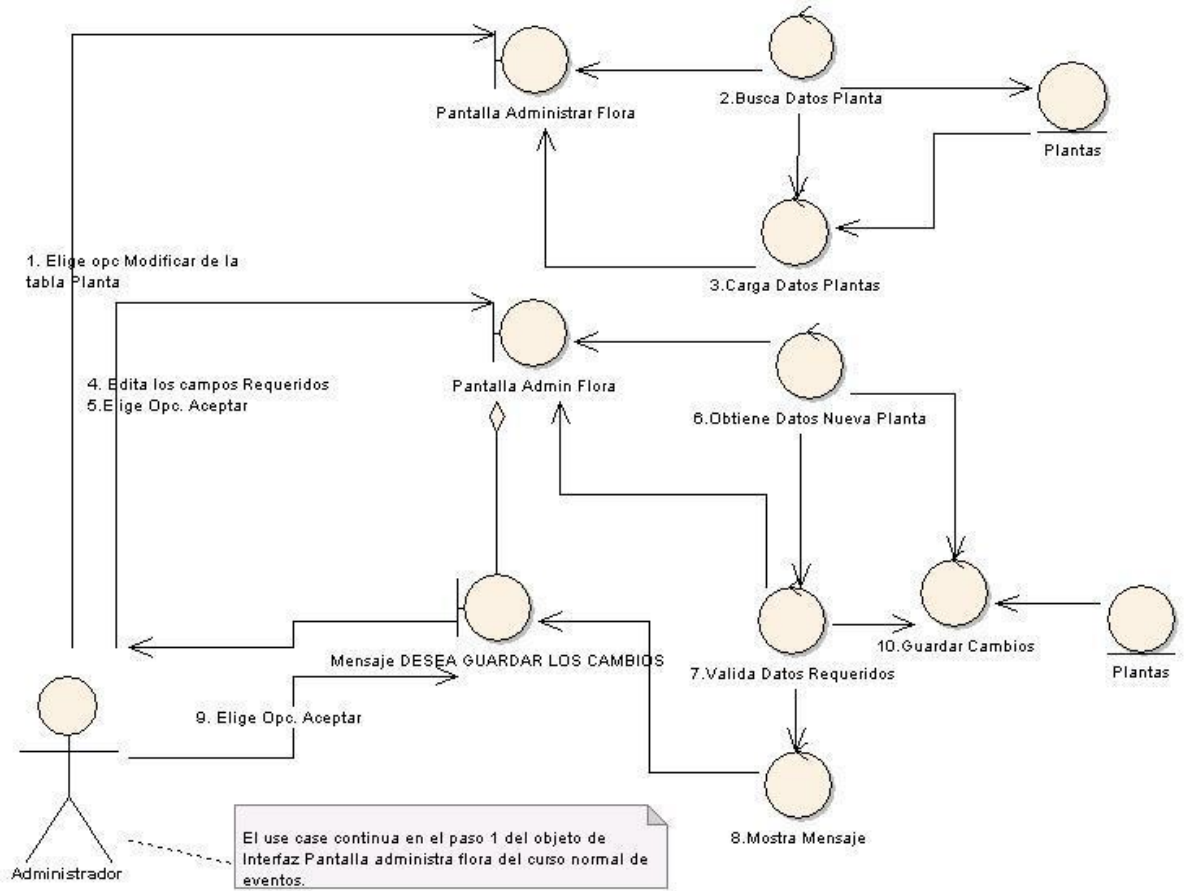 Pantalla Administrar Flora
2.Busca Datos Planta
Plantas
1. Elige opc Modificar de la
tabla Planta
3.Carga Datos Plantas
4. Edita los campos Requeridos
5.Elige Opc. Aceptar
Pantalla Admin Flora
6.Obtiene Datos Nueva Planta
Mensaje DESEA GUARDAR LOS CAMBIOS
7.Valida Datos Requeridos
10.Guardar Cambios
Plantas
9. Elige Opc. Aceptar
8.Mostra Mensaje
Administrador
El use case continua en el paso 1 del objeto de
Interfaz Pantalla administra flora del curso normal de
eventos.